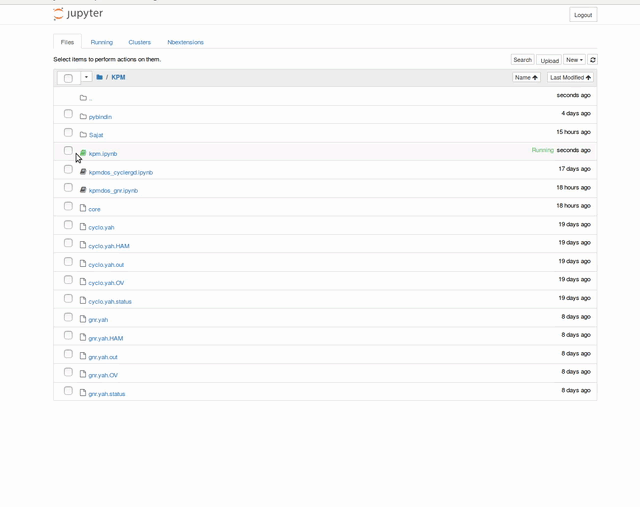 jupyter
Logout
Files Running Clusters Nbextensions
Select items to perform actions on them.
Search Upload New
/ KPM Name Last Modified
.. seconds ago
pybindin 4 days ago
Sajat 15 hours ago
kpm.ipynb Running seconds ago
kpmdos_cyclergd.ipynb 17 days ago
kpmdos_gnr.ipynb 18 hours ago
core 18 hours ago
cyclo.yah 19 days ago
cyclo.yah.HAM 19 days ago
cyclo.yah.out 19 days ago
cyclo.yah.OV 19 days ago
cyclo.yah.status 19 days ago
gnr.yah 8 days ago
gnr.yah.HAM 8 days ago
gnr.yah.out 8 days ago
gnr.yah.OV 8 days ago
gnr.yah.status 8 days ago